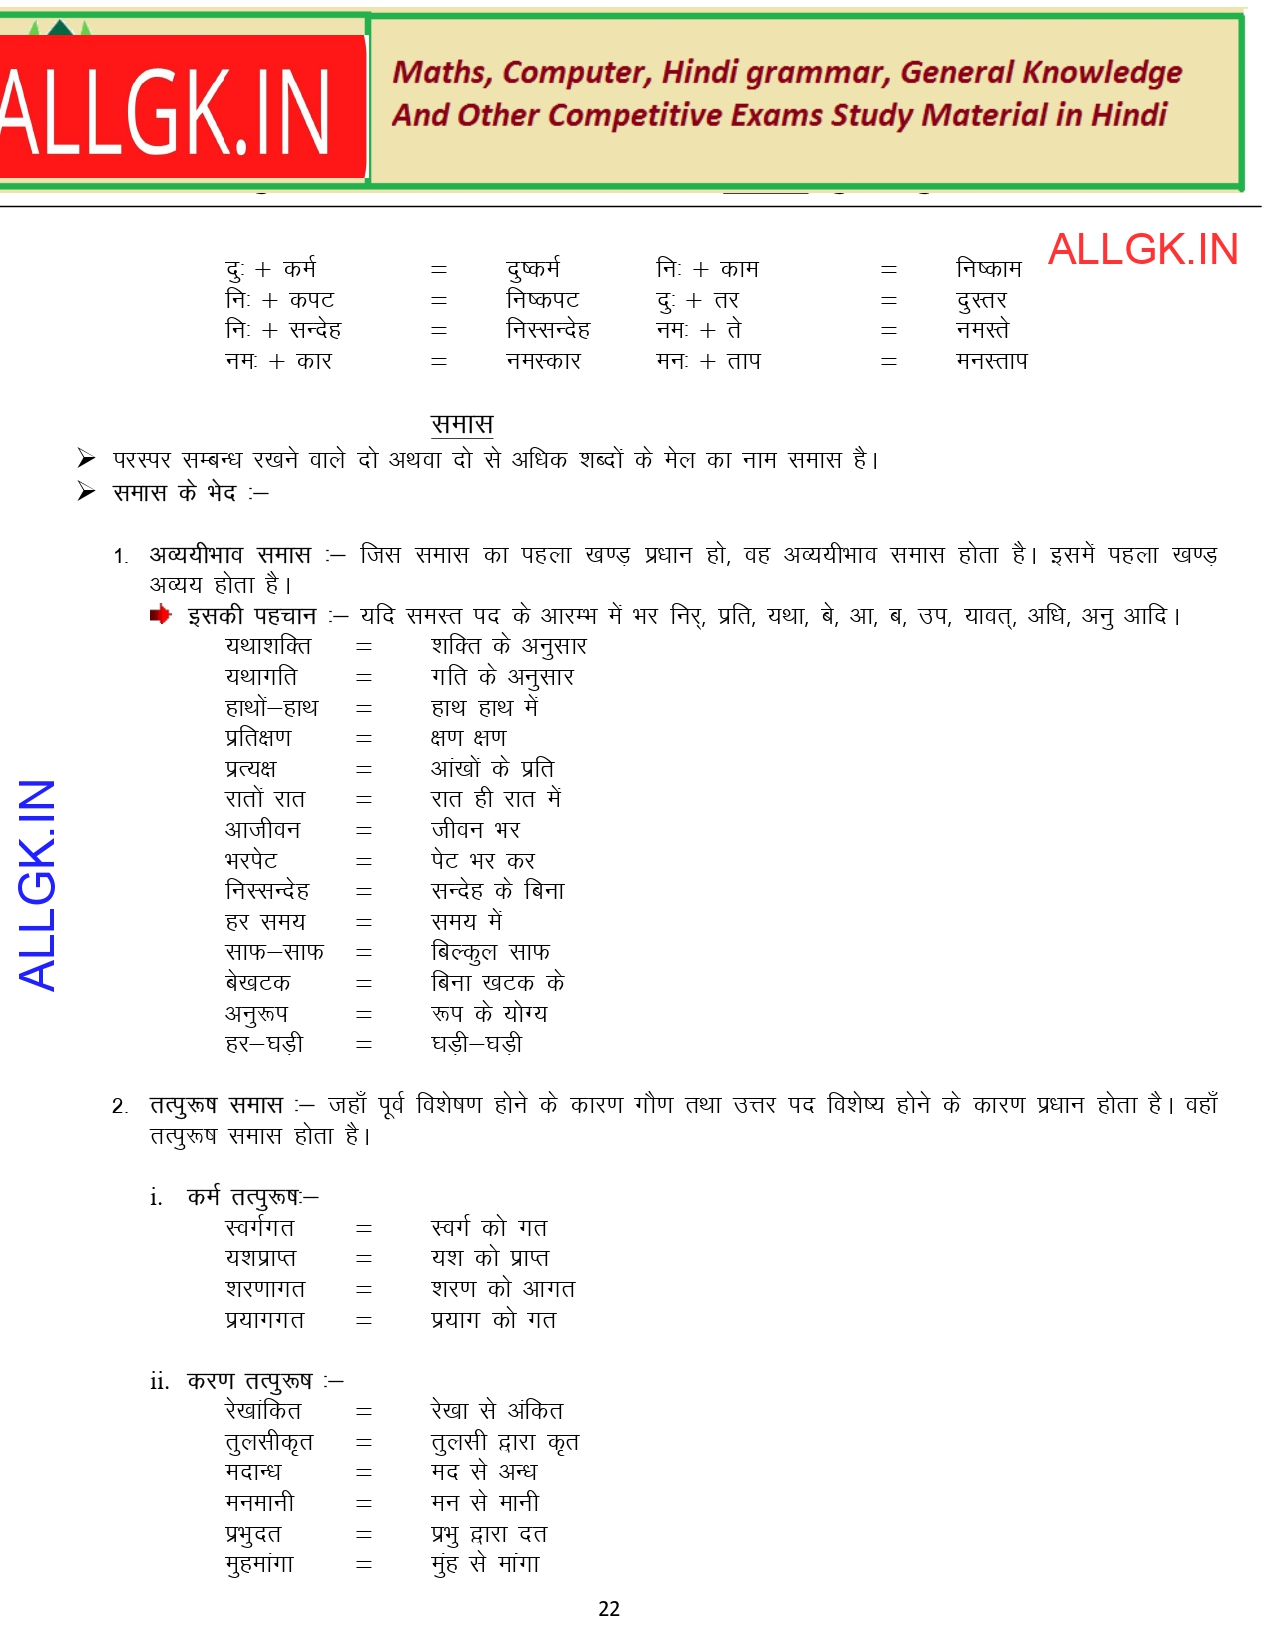 ALLGK.IN
Maths, Computer, Hindi grammar, General Knowledge
And Other Competitive Exams Study Material in Hindi
ALLGK.IN
दुः + कर्म = दुष्कर्म निः + काम = निष्काम
निः + कपट = निष्कपट दुः + तर = दुस्तर
निः + सन्देह = निस्सन्देह नमः + ते = नमस्ते
नमः + कार = नमस्कार मनः + ताप = मनस्ताप
समास
➢ परस्पर सम्बन्ध रखने वाले दो अथवा दो से अधिक शब्दों के मेल का नाम समास है।
➢ समास के भेद :–
1. अव्ययीभाव समास :– जिस समास का पहला खण्ड़ प्रधान हो, वह अव्ययीभाव समास होता है। इसमें पहला खण्ड़
अव्यय होता है।
इसकी पहचान :– यदि समस्त पद के आरम्भ में भर निर्, प्रति, यथा, बे, आ, ब, उप, यावत्, अधि, अनु आदि।
यथाशक्ति = शक्ति के अनुसार
यथागति = गति के अनुसार
हाथों–हाथ = हाथ हाथ में
प्रतिक्षण = क्षण क्षण
प्रत्यक्ष = आंखों के प्रति
रातों रात = रात ही रात में
आजीवन = जीवन भर
भरपेट = पेट भर कर
निस्सन्देह = सन्देह के बिना
हर समय = समय में
साफ–साफ = बिल्कुल साफ
बेखटक = बिना खटक के
अनुरूप = रूप के योग्य
हर–घड़ी = घड़ी–घड़ी
ALLGK.IN
2. तत्पुरूष समास :– जहाँ पूर्व विशेषण होने के कारण गौण तथा उत्तर पद विशेष्य होने के कारण प्रधान होता है। वहाँ
तत्पुरूष समास होता है।
i. कर्म तत्पुरूषः–
स्वर्गगत = स्वर्ग को गत
यशप्राप्त = यश को प्राप्त
शरणागत = शरण को आगत
प्रयागगत = प्रयाग को गत
ii. करण तत्पुरूष :–
रेखांकित = रेखा से अंकित
तुलसीकृत = तुलसी द्वारा कृत
मदान्ध = मद से अन्ध
मनमानी = मन से मानी
प्रभुदत = प्रभु द्वारा दत
मुहमांगा = मुंह से मांगा
22